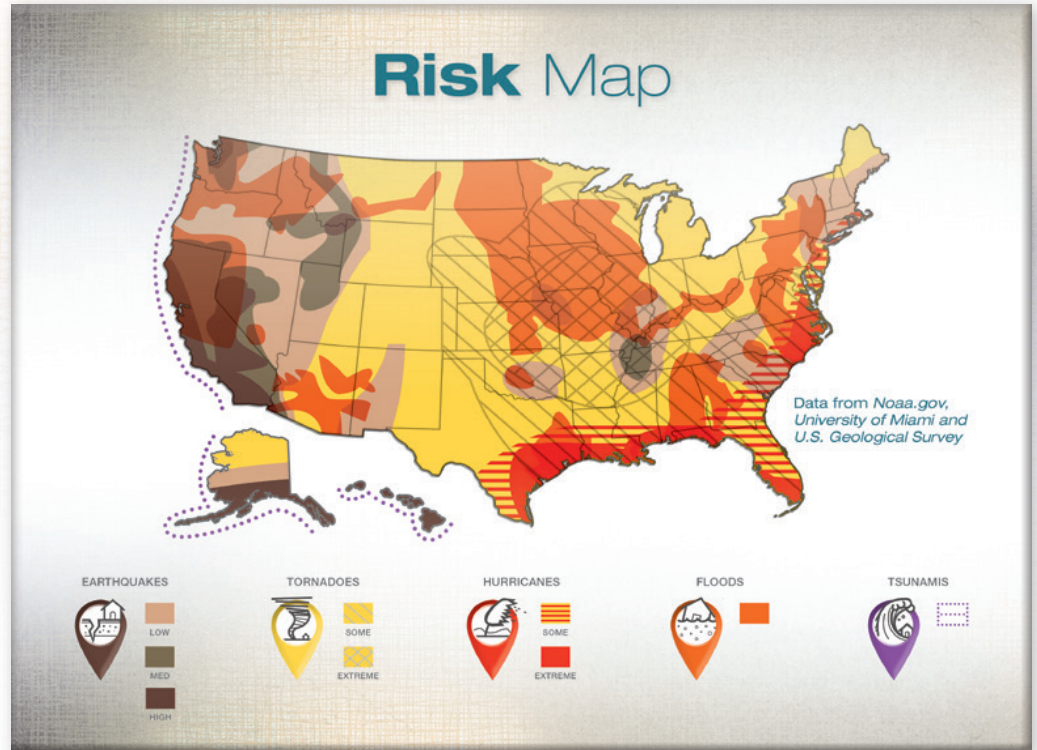 Risk Map
Data from Noaa.gov,
University of Miami and
U.S. Geological Survey
EARTHQUAKES
LOW
MED
HIGH
TORNADOES
SOME
EXTREME
HURRICANES
SOME
EXTREME
FLOODS
TSUNAMIS